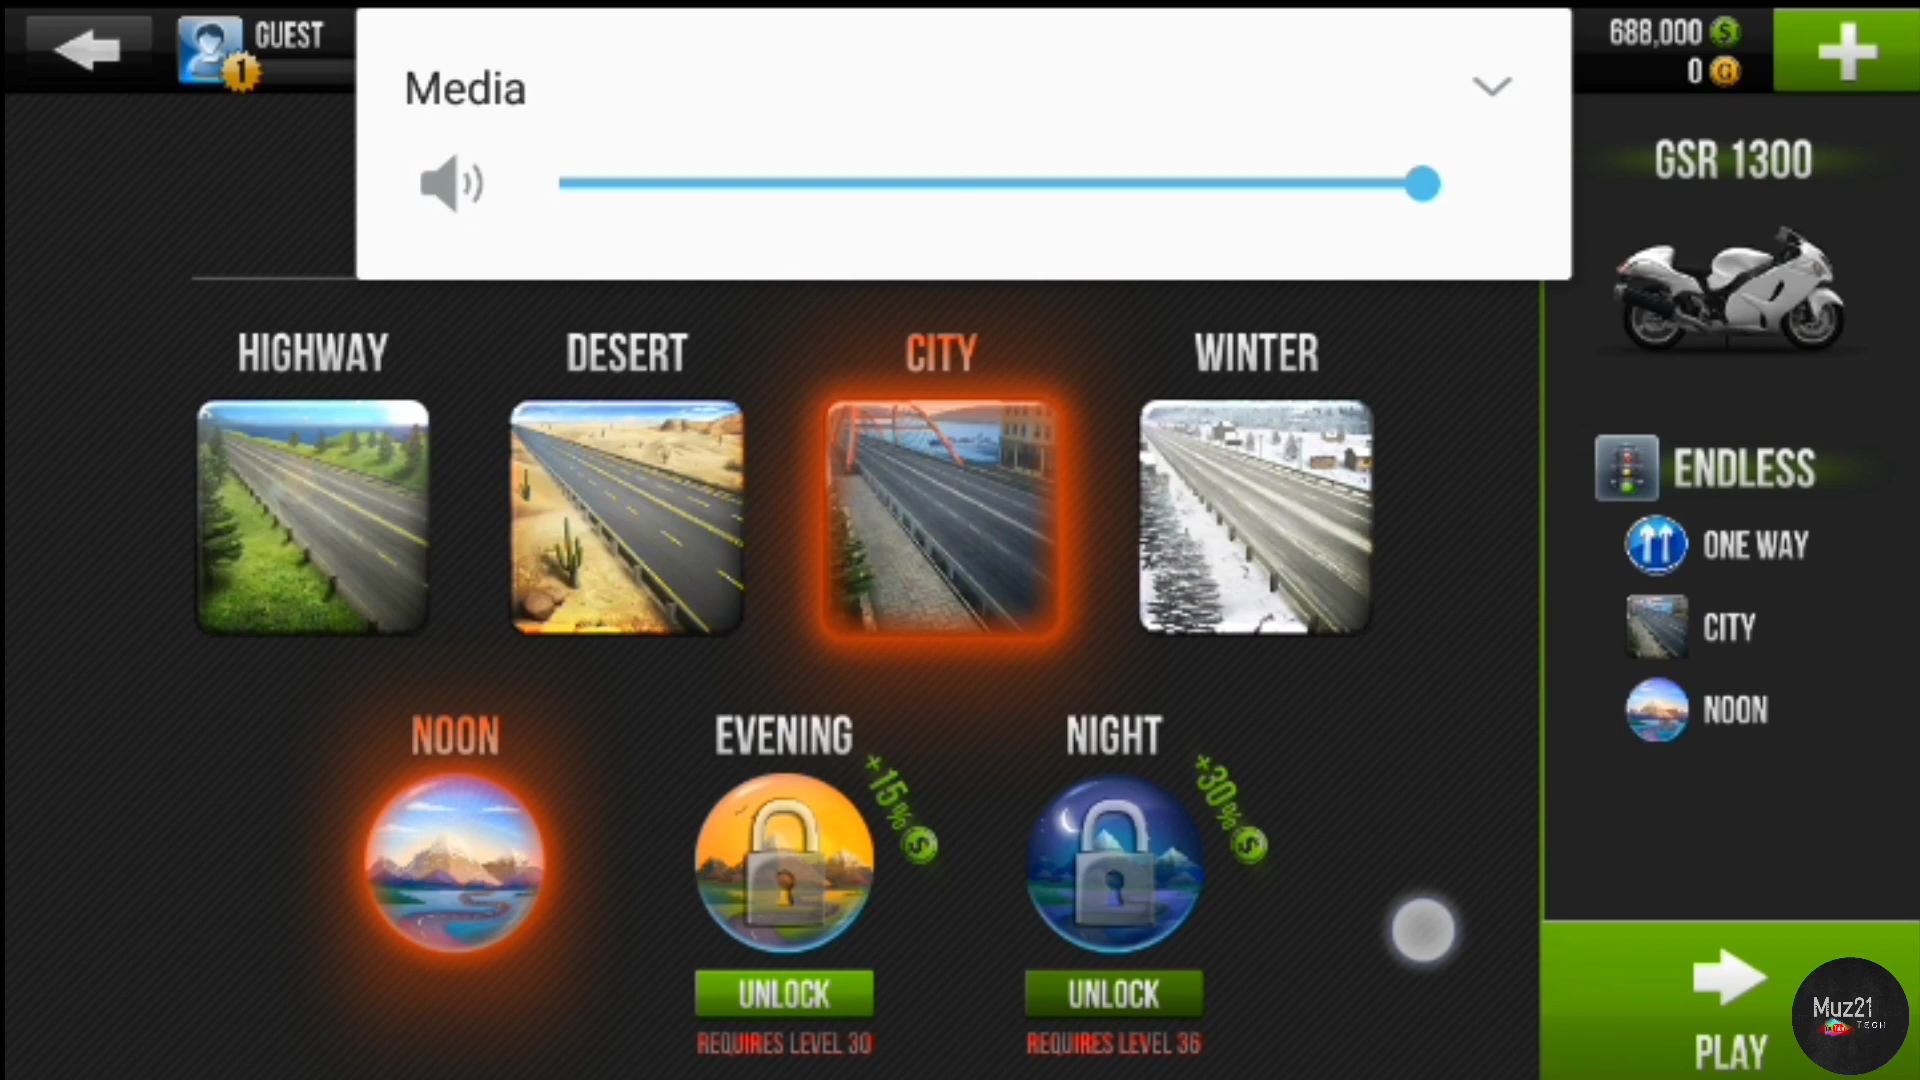 GUEST
1
Media
688,000
0
GSR 1300
HIGHWAY
DESERT
CITY
WINTER
ENDLESS
ONE WAY
CITY
NOON
NOON
EVENING
NIGHT
+15%
+30%
UNLOCK
UNLOCK
REQUIRES LEVEL 30
REQUIRES LEVEL 36
PLAY
Muz21
TECH